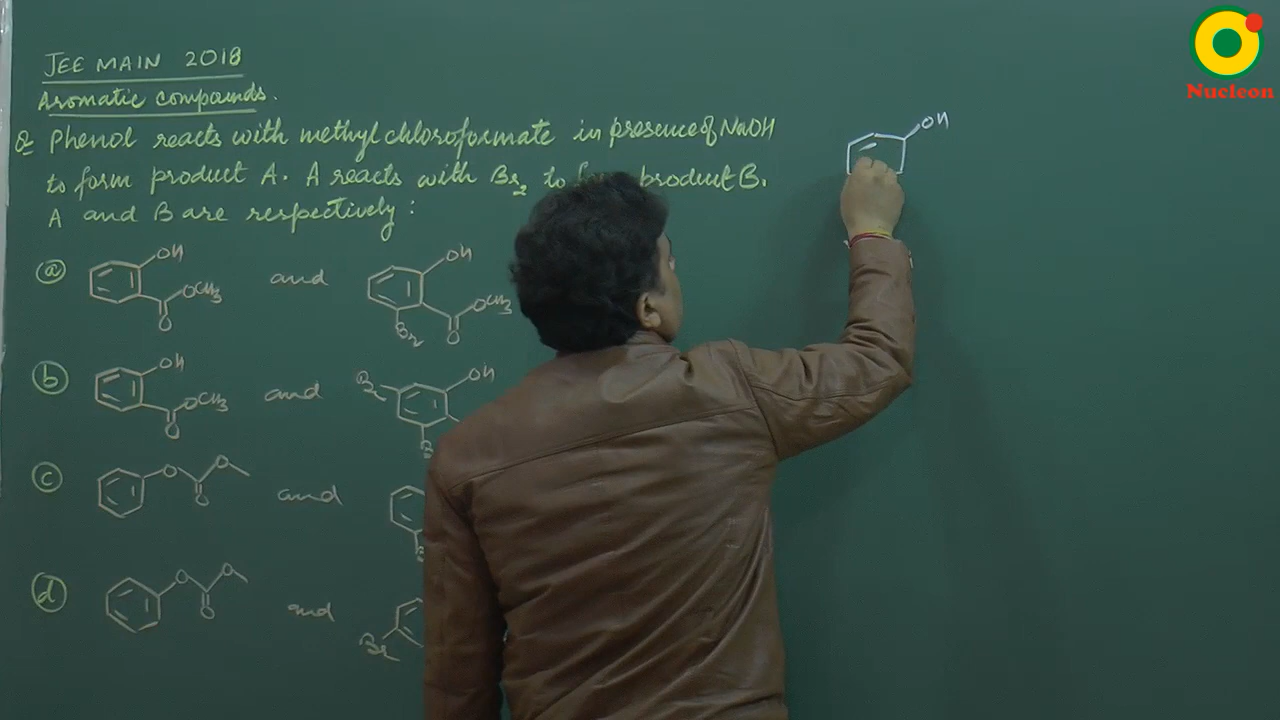 Nucleon
JEE MAIN 2018
Aromatic compounds.
Q Phenol reacts with methyl chloroformate in presence of NaOH
to form product A. A reacts with Br2 to product B.
A and B are respectively :
OH
a OH OCH3 O and OH OCH3 O Br
b OH OCH3 O and Br OH
c O O O and
d O O O and Br